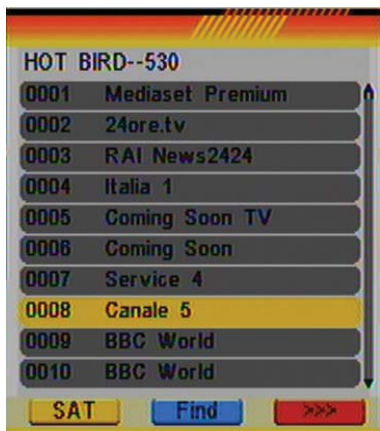 HOT BIRD--530
0001 Mediaset Premium
0002 24ore.tv
0003 RAI News2424
0004 Italia 1
0005 Coming Soon TV
0006 Coming Soon
0007 Service 4
0008 Canale 5
0009 BBC World
0010 BBC World
SAT Find >>>